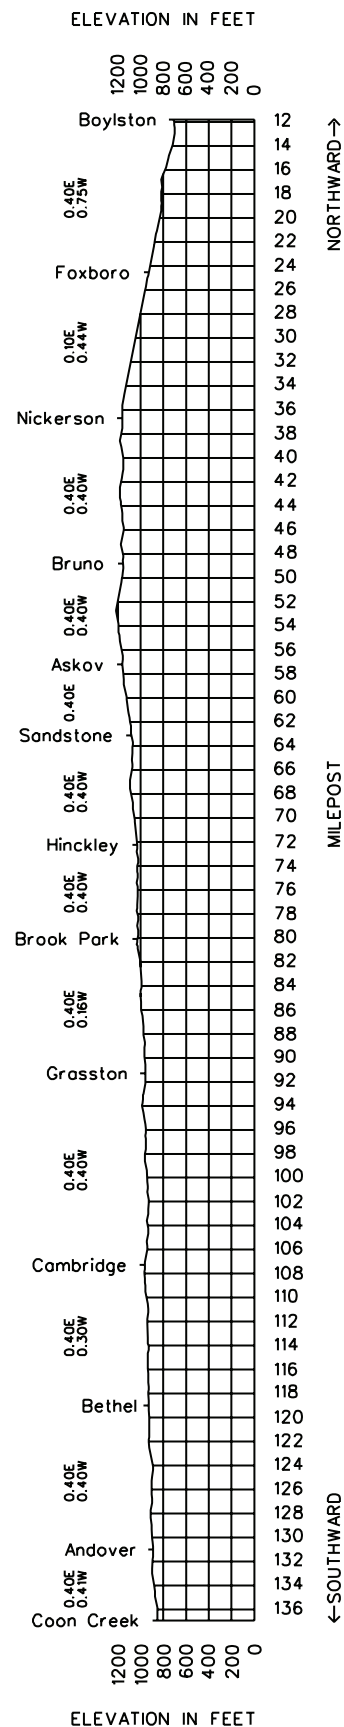 ELEVATION IN FEET
1200 1000 800 600 400 200 0
Boylston 12
NORTHWARD→
14
16
0.40E
0.75W
18
20
22
24
Foxboro
26
28
0.10E
0.44W
30
32
34
36
Nickerson
38
40
0.40E
0.40W
42
44
46
48
Bruno
50
0.40E
0.40W
52
54
56
Askov
58
0.40E
60
62
Sandstone
64
66
0.40E
0.40W
68
MILEPOST
70
Hinckley 72
74
0.40E
0.40W
76
78
Brook Park 80
82
84
0.40E
0.16W
86
88
90
Grasston
92
94
96
98
0.40E
0.40W
100
102
104
106
Cambridge
108
110
0.40E
0.30W
112
114
116
118
Bethel
120
122
0.40E
0.40W
124
126
128
130
Andover
132
0.40E
0.41W
134
←SOUTHWARD
136
Coon Creek
1200 1000 800 600 400 200 0
ELEVATION IN FEET